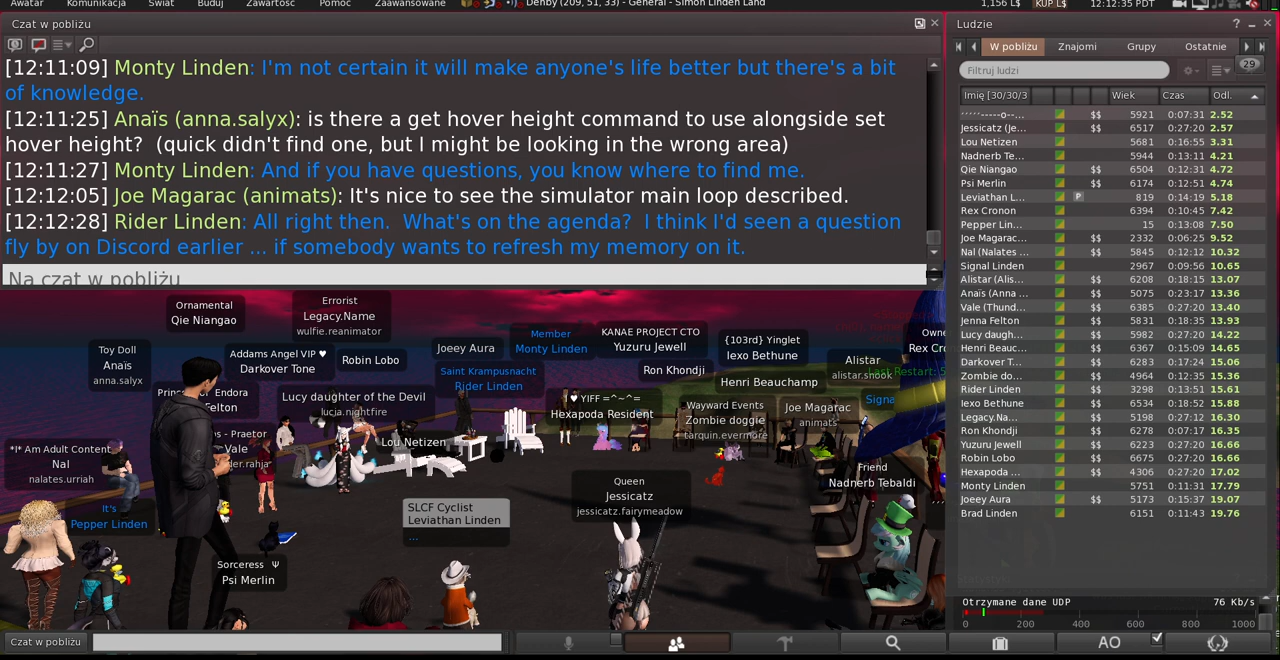 Awatar Komunikacja Świat Buduj Zawartość Pomoc Zaawansowane Denby (209, 51, 33) - General - Simon Linden Land 1,156 L$ KUP L$ 12:12:35 PDT
Czat w pobliżu
[12:11:09] Monty Linden: I'm not certain it will make anyone's life better but there's a bit
of knowledge.
[12:11:25] Anaïs (anna.salyx): is there a get hover height command to use alongside set
hover height?  (quick didn't find one, but I might be looking in the wrong area)
[12:11:27] Monty Linden: And if you have questions, you know where to find me.
[12:12:05] Joe Magarac (animats): It's nice to see the simulator main loop described.
[12:12:28] Rider Linden: All right then.  What's on the agenda?  I think I'd seen a question
fly by on Discord earlier ... if somebody wants to refresh my memory on it.
Na czat w pobliżu
Ornamental
Qie Niangao
Errorist
Legacy.Name
wulfie.reanimator
Toy Doll
Anaïs
anna.salyx
Addams Angel VIP ♥
Darkover Tone
Robin Lobo
Joeey Aura
Member
Monty Linden
KANAE PROJECT CTO
Yuzuru Jewell
{103rd} Yinglet
Iexo Bethune
Alistar
alistar.snook
Owne
Rex Cro
Last Restart: 5
Saint Krampusnacht
Rider Linden
Ron Khondji
Henri Beauchamp
Signa
Endora
Felton
Lucy daughter of the Devil
lucia.nightfire
♥ YIFF =^~^=
Hexapoda Resident
Wayward Events
Zombie doggie
tarquin.evermore
Joe Magarac
animats
- Praetor
Vale
der.rahja
Lou Netizen
*I* Am Adult Content
Nal
nalates.urriah
Friend
Nadnerb Tebaldi
It's
Pepper Linden
SLCF Cyclist
Leviathan Linden
...
Queen
Jessicatz
jessicatz.fairymeadow
Sorceress Ψ
Psi Merlin
Czat w pobliżu
Ludzie
W pobliżu Znajomi Grupy Ostatnie
Filtruj ludzi 29
Imię [30/30/3 Wiek Czas Odl.
5921 0:07:31 2.52
Jessicatz (Je... $$ 6517 0:27:20 2.57
Lou Netizen 5681 0:16:55 3.31
Nadnerb Te... 5944 0:13:11 4.21
Qie Niangao $$ 6504 0:12:31 4.72
Psi Merlin $$ 6174 0:12:51 4.74
Leviathan L... P 819 0:14:19 5.18
Rex Cronon 6394 0:10:45 7.42
Pepper Lin... 15 0:13:08 7.50
Joe Magarac... $$ 2332 0:06:25 9.52
Nal (Nalates ... $$ 5845 0:12:12 10.32
Signal Linden 2967 0:09:56 10.65
Alistar (Alis... $$ 6208 0:18:15 13.07
Anaïs (Anna ... $$ 5075 0:23:17 13.36
Vale (Thund... $$ 6385 0:27:20 13.40
Jenna Felton $$ 5831 0:18:35 13.93
Lucy daugh... $$ 5982 0:27:20 14.22
Henri Beauc... $$ 6367 0:15:09 14.65
Darkover T... $$ 6283 0:17:24 15.06
Zombie do... $$ 4964 0:12:35 15.36
Rider Linden $$ 3298 0:13:51 15.61
Iexo Bethune $$ 6534 0:18:52 15.88
Legacy.Na... $$ 5198 0:12:11 16.30
Ron Khondji $$ 6278 0:07:17 16.35
Yuzuru Jewell $$ 6223 0:27:20 16.66
Robin Lobo $$ 6675 0:27:20 16.66
Hexapoda ... $$ 4306 0:27:20 17.02
Monty Linden 5751 0:11:31 17.79
Joeey Aura $$ 5173 0:15:37 19.07
Brad Linden 6151 0:11:43 19.76
Otrzymane dane UDP 76 Kb/s
0 200 400 600 800 1000
AO